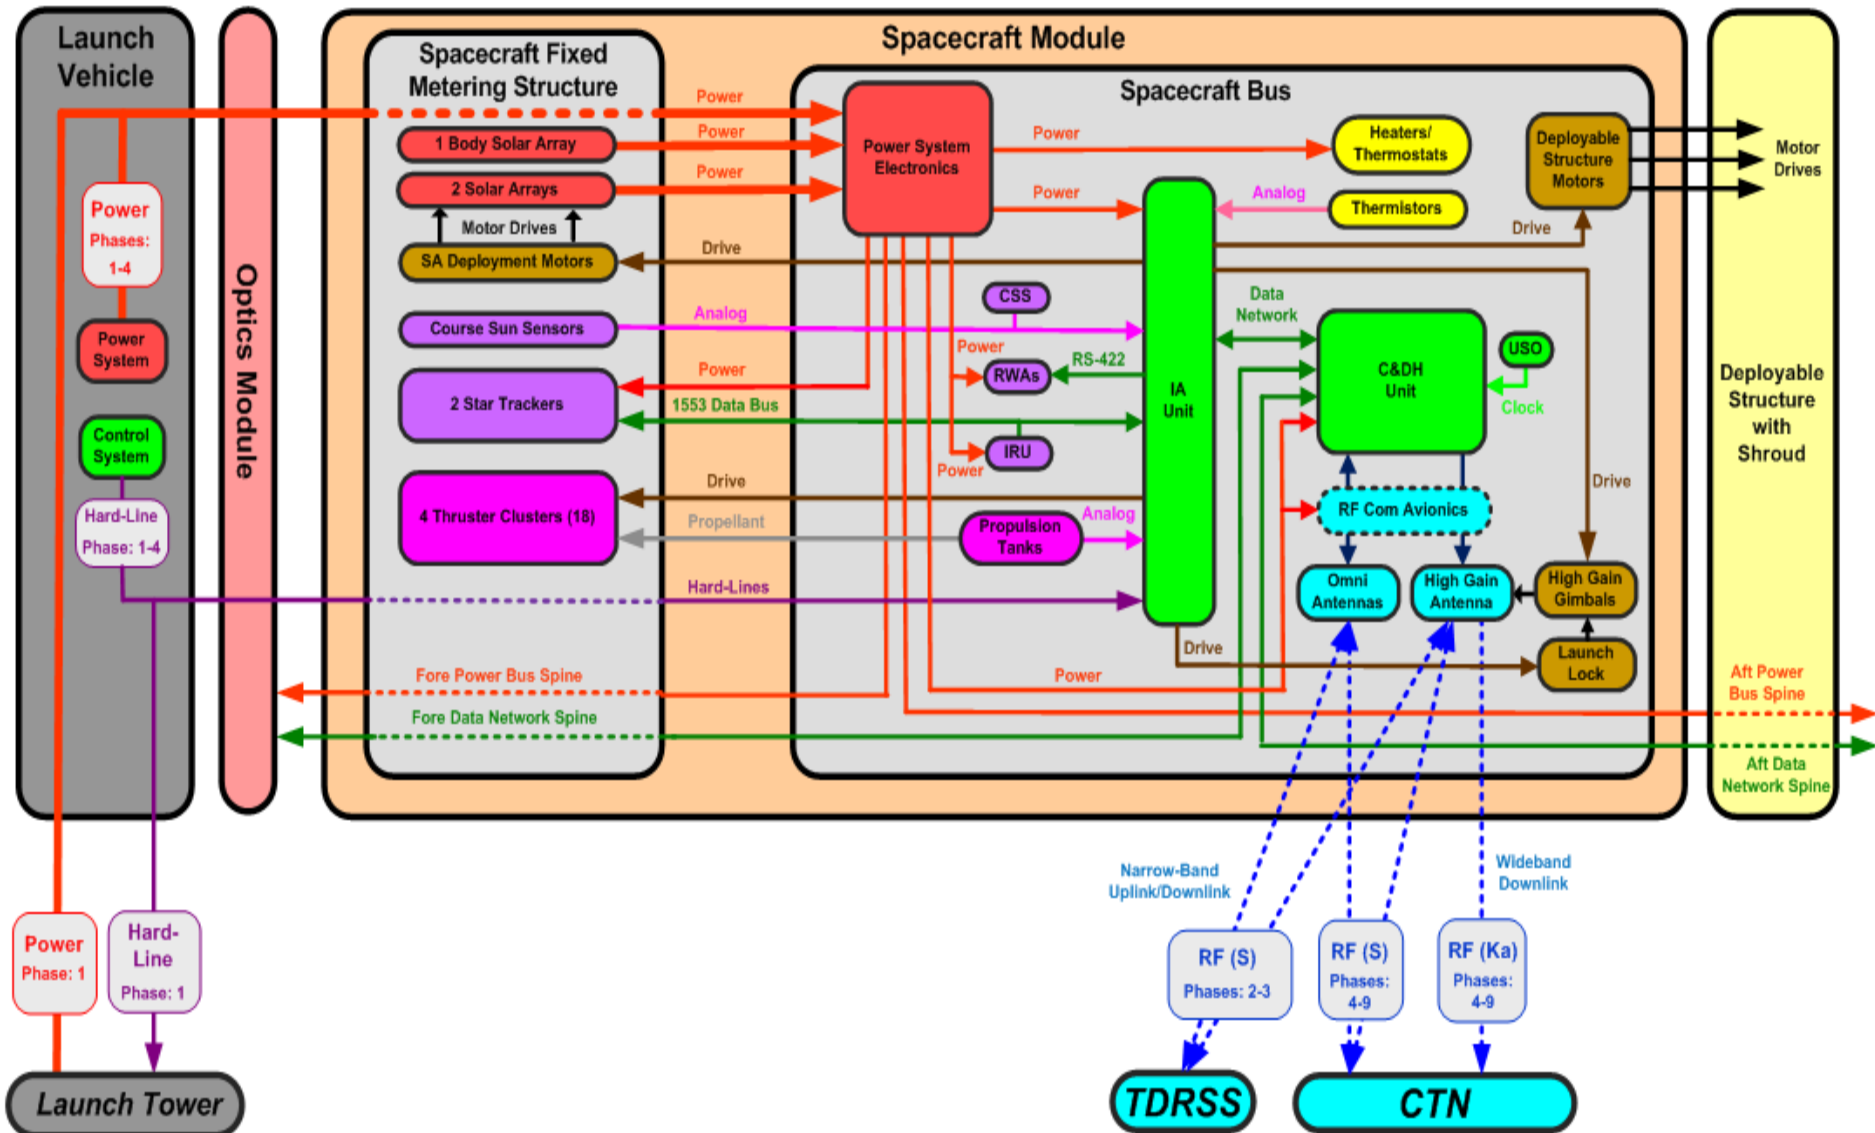 Launch
Vehicle
Power
Phases:
1-4
Power
System
Control
System
Hard-Line
Phase: 1-4
Power
Phase: 1
Hard-
Line
Phase: 1
Launch Tower
Optics Module
Spacecraft Module
Spacecraft Fixed
Metering Structure
1 Body Solar Array
2 Solar Arrays
Motor Drives
SA Deployment Motors
Course Sun Sensors
2 Star Trackers
4 Thruster Clusters (18)
Fore Power Bus Spine
Fore Data Network Spine
Power
Power
Power
Drive
Analog
Power
1553 Data Bus
Drive
Propellant
Hard-Lines
Spacecraft Bus
Power System
Electronics
Power
Power
Heaters/
Thermostats
Analog
Thermistors
Deployable
Structure
Motors
Drive
CSS
Power
RWAs
RS-422
IRU
Power
Propulsion
Tanks
Analog
IA
Unit
Data
Network
C&DH
Unit
USO
Clock
RF Com Avionics
Omni
Antennas
High Gain
Antenna
High Gain
Gimbals
Drive
Launch
Lock
Drive
Power
Motor
Drives
Deployable
Structure
with
Shroud
Aft Power
Bus Spine
Aft Data
Network Spine
Narrow-Band
Uplink/Downlink
Wideband
Downlink
RF (S)
Phases: 2-3
RF (S)
Phases:
4-9
RF (Ka)
Phases:
4-9
TDRSS
CTN